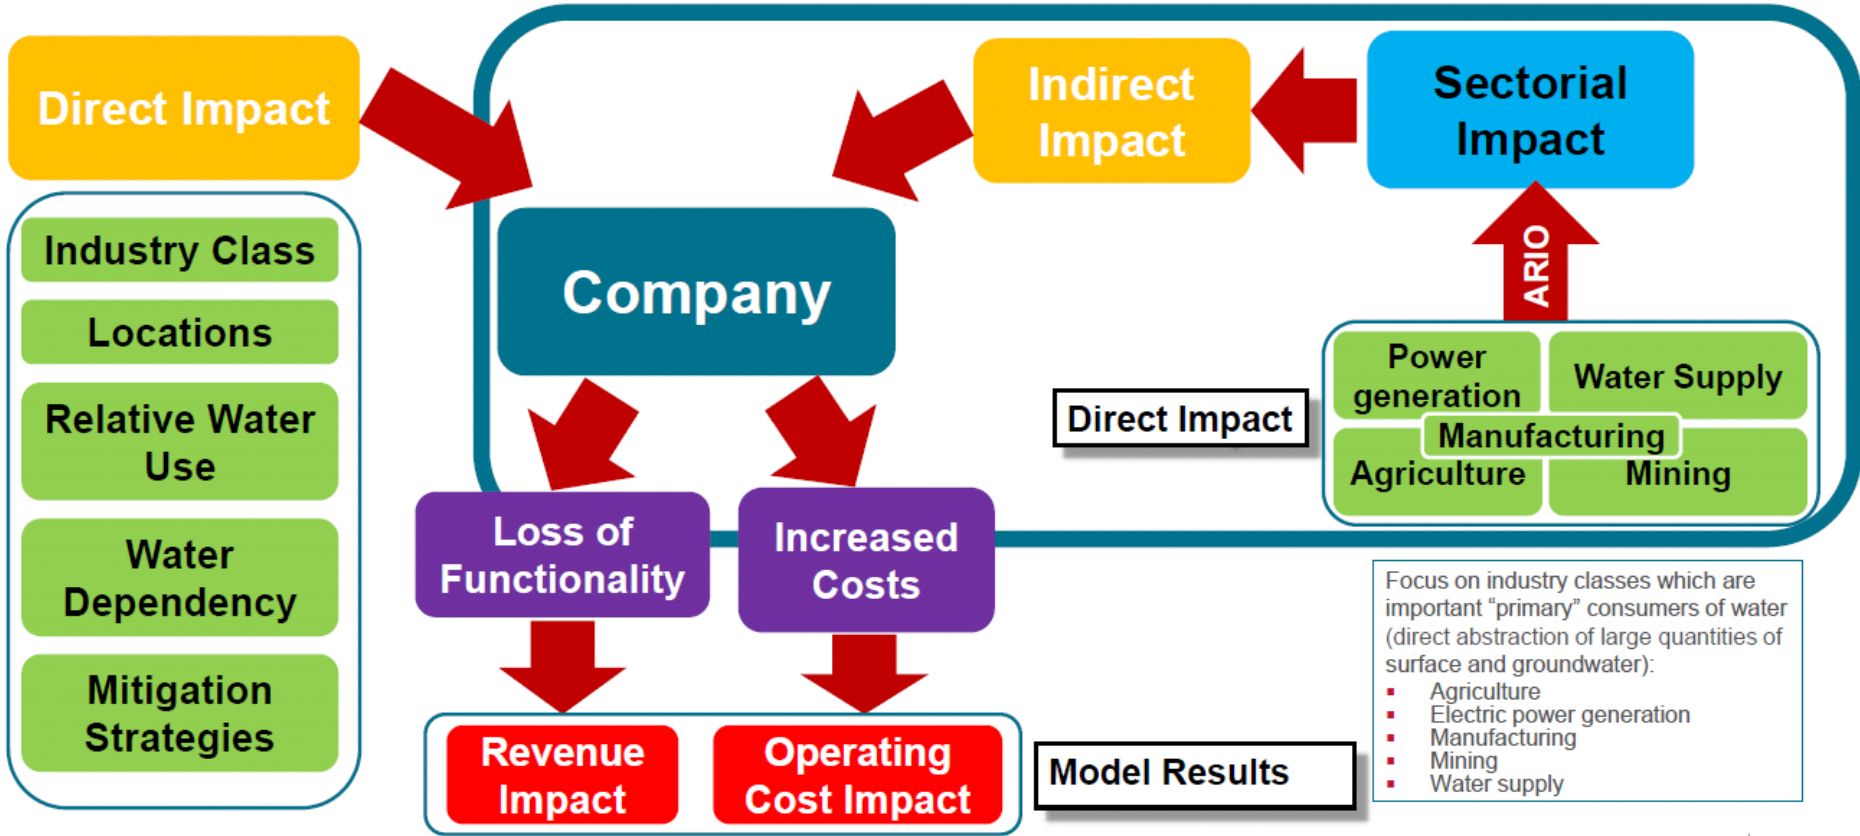 Direct Impact
Industry Class
Locations
Relative Water
Use
Water
Dependency
Mitigation
Strategies
Indirect
Impact
Sectorial
Impact
ARIO
Company
Direct Impact
Power
generation
Water Supply
Manufacturing
Agriculture
Mining
Loss of
Functionality
Increased
Costs
Revenue
Impact
Operating
Cost Impact
Model Results
Focus on industry classes which are
important “primary” consumers of water
(direct abstraction of large quantities of
surface and groundwater):
▪ Agriculture
▪ Electric power generation
▪ Manufacturing
▪ Mining
▪ Water supply